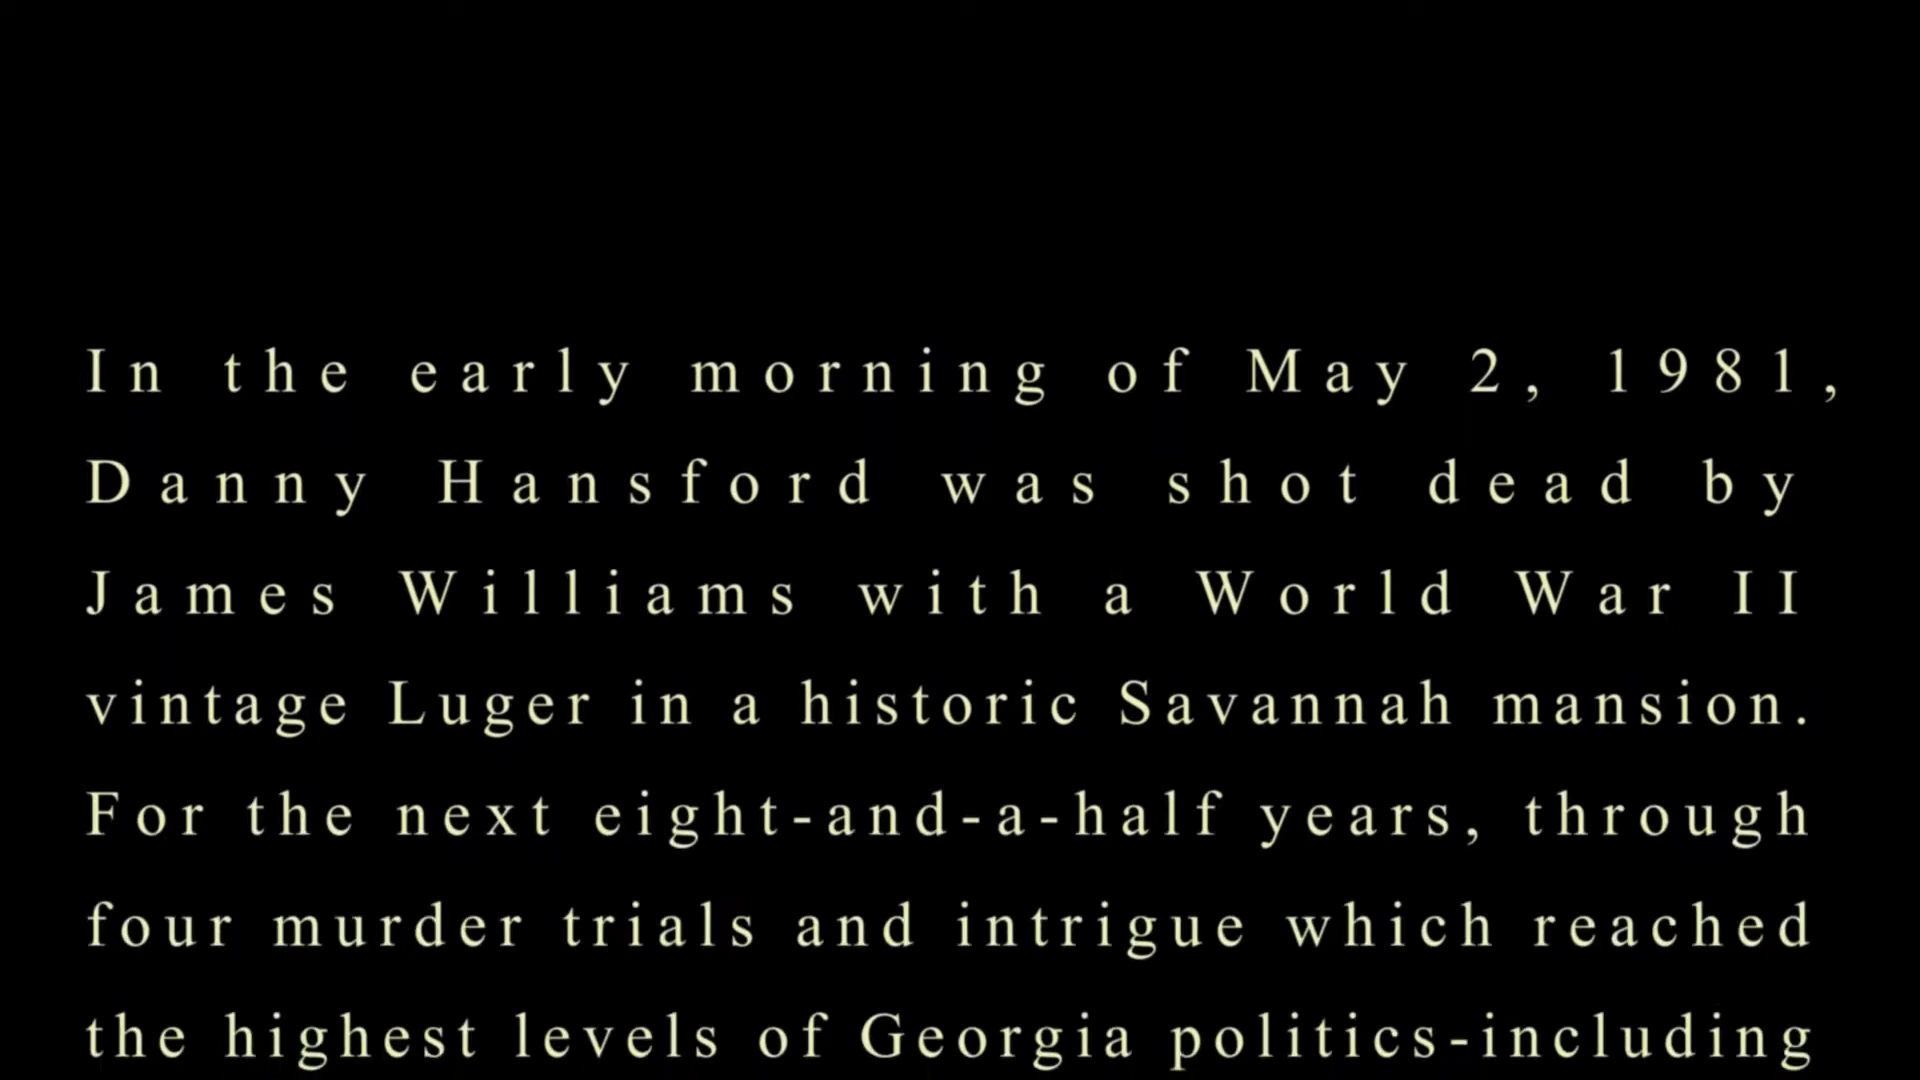 In the early morning of May 2, 1981,
Danny Hansford was shot dead by
James Williams with a World War II
vintage Luger in a historic Savannah mansion.
For the next eight-and-a-half years, through
four murder trials and intrigue which reached
the highest levels of Georgia politics-including